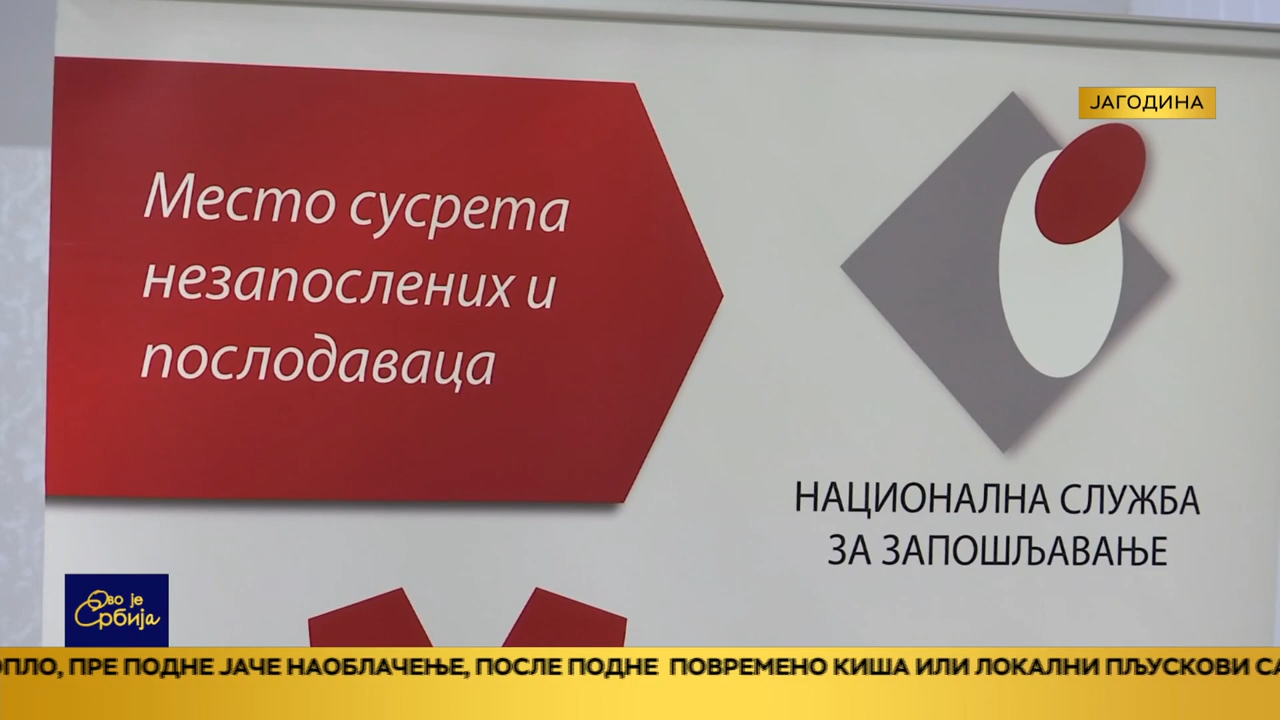 ЈАГОДИНА
Место сусрета
незапослених и
послодаваца
НАЦИОНАЛНА СЛУЖБА
ЗА ЗАПОШЉАВАЊЕ
Ово је
Србија
ПРЕ ПОДНЕ ЈАЧЕ НАОБЛАЧЕЊЕ, ПОСЛЕ ПОДНЕ ПОВРЕМЕНО КИША ИЛИ ЛОКАЛНИ ПЉУСКОВИ